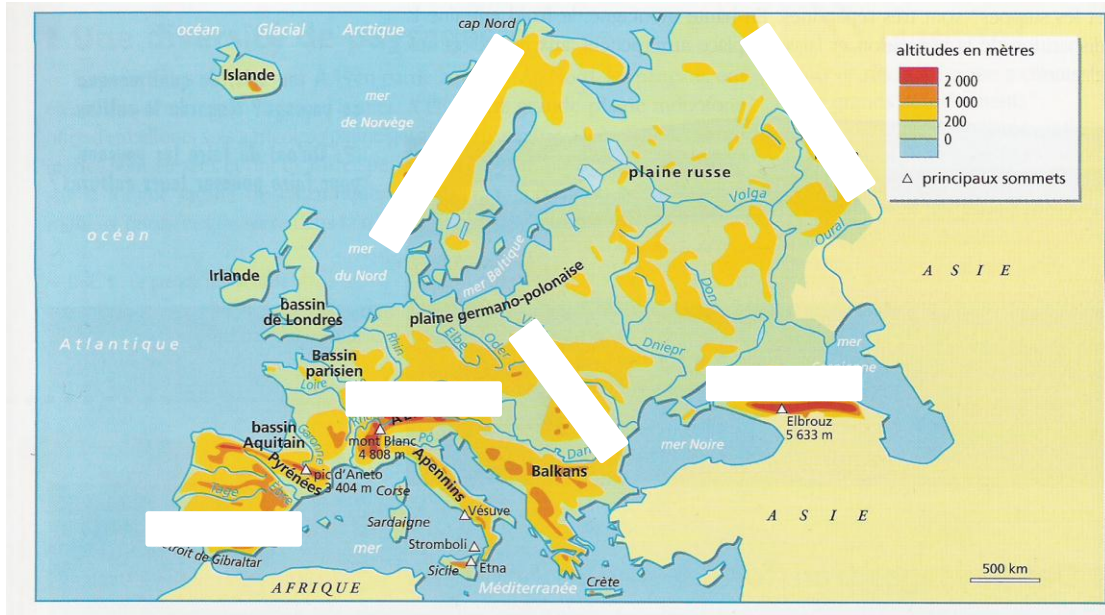 océan Glacial Arctique
cap Nord
altitudes en mètres
2 000
1 000
200
0
principaux sommets
Islande
mer
de Norvège
plaine russe
Volga
Oural
océan
Atlantique
mer
du Nord
mer Baltique
Irlande
bassin
de Londres
plaine germano-polonaise
Don
Dniepr
A S I E
Rhin
Elbe
Oder
Bassin
parisien
Loire
mer
bassin
Aquitain
Garonne
mont Blanc
4 808 m
Pô
Elbrouz
5 633 m
mer Noire
Pyrénées
pic d'Aneto
3 404 m
Èbre
Tage
Apennins
Balkans
Corse
Sardaigne
Vésuve
Stromboli
Etna
Sicile
mer
Méditerranée
Crète
A S I E
de Gibraltar
AFRIQUE
500 km